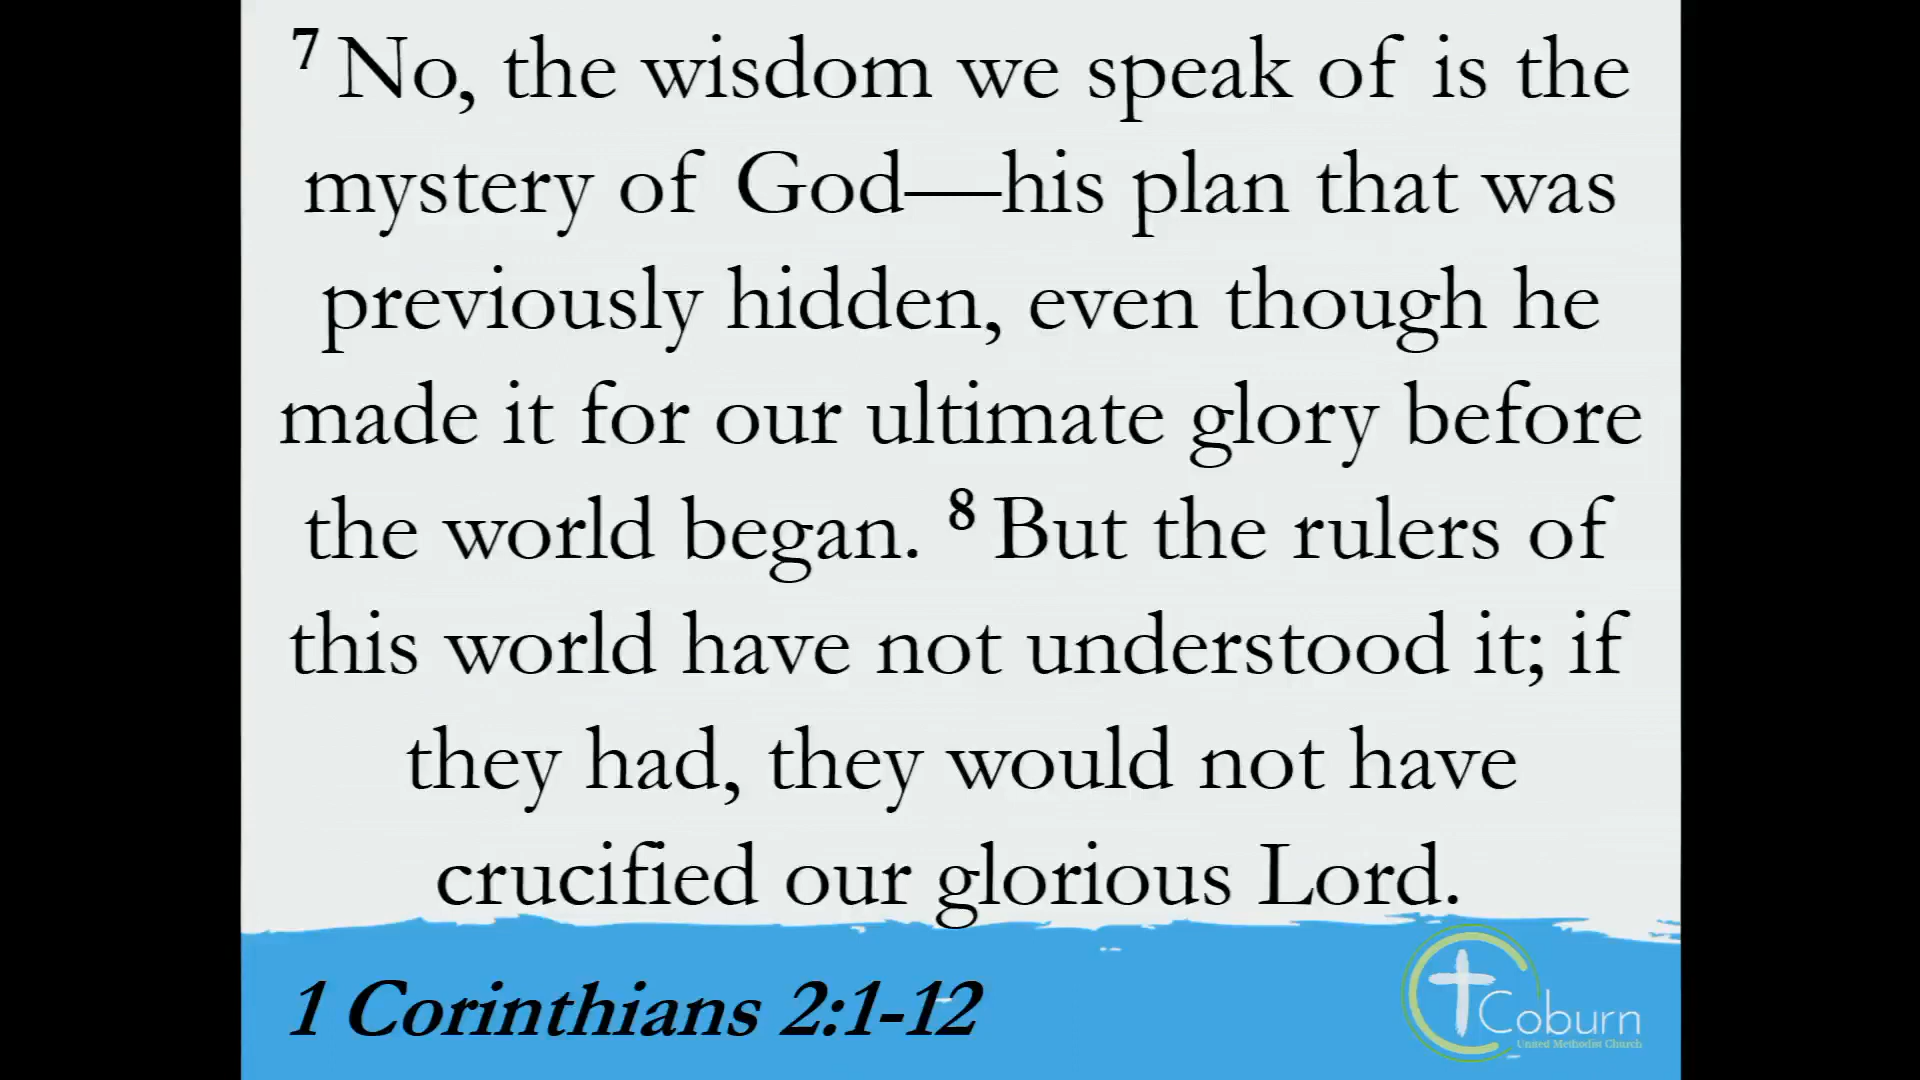 7 No, the wisdom we speak of is the
mystery of God—his plan that was
previously hidden, even though he
made it for our ultimate glory before
the world began. 8 But the rulers of
this world have not understood it; if
they had, they would not have
crucified our glorious Lord.
1 Corinthians 2:1-12
Coburn
United Methodist Church